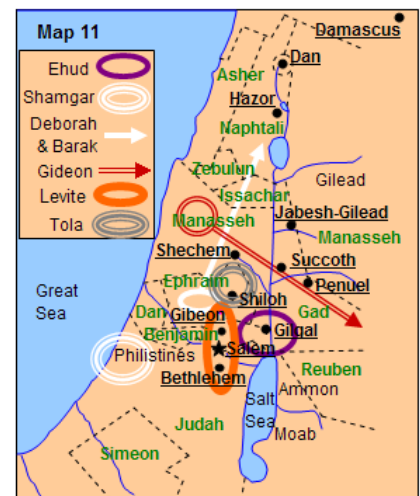 Map 11
Ehud
Shamgar
Deborah
& Barak
Gideon
Levite
Tola
Damascus
Dan
Asher
Hazor
Naphtali
Zebulun
Issachar
Gilead
Manasseh
Jabesh-Gilead
Manasseh
Shechem
Succoth
Great
Sea
Ephraim
Penuel
Shiloh
Dan
Gibeon
Gad
Benjamin
Gilgal
Philistines
Salem
Reuben
Bethlehem
Ammon
Salt
Sea
Judah
Moab
Simeon